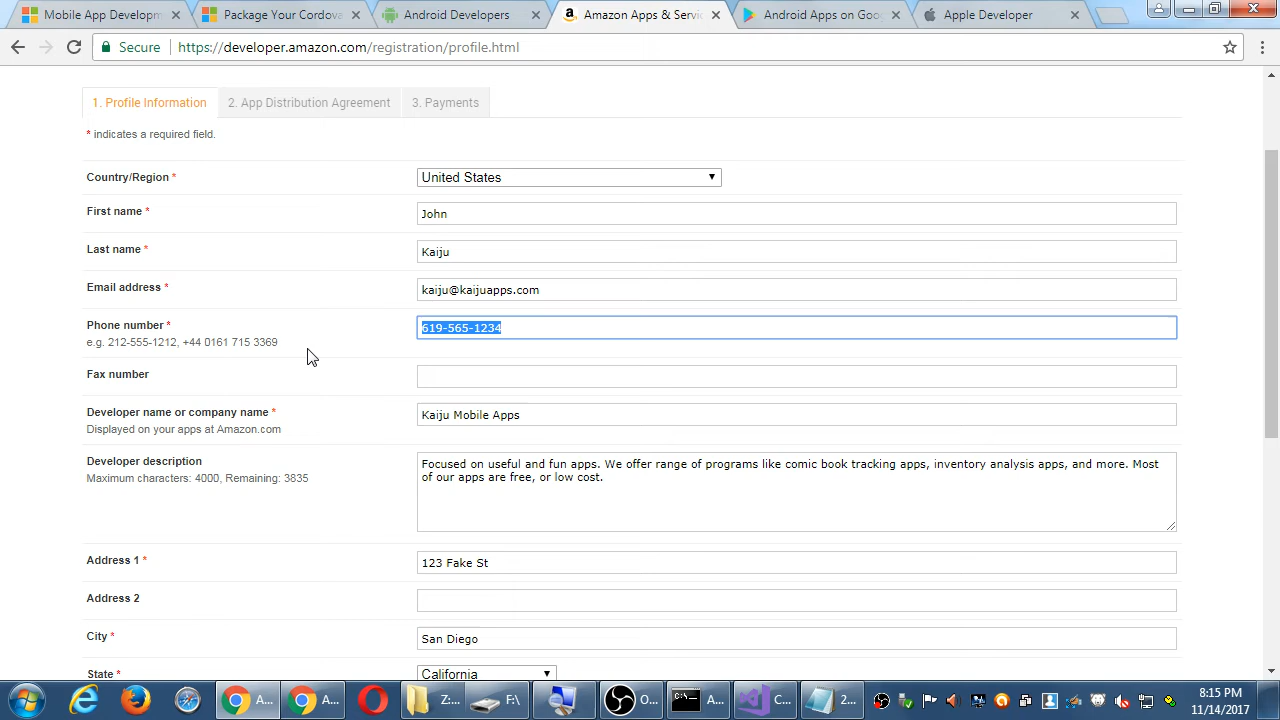 Mobile App Developm
Package Your Cordova
Android Developers
Amazon Apps & Servic
Android Apps on Goog
Apple Developer
Secure
https://developer.amazon.com/registration/profile.html
1. Profile Information
2. App Distribution Agreement
3. Payments
* indicates a required field.
Country/Region *
United States
First name *
John
Last name *
Kaiju
Email address *
kaiju@kaijuapps.com
Phone number *
e.g. 212-555-1212, +44 0161 715 3369
619-565-1234
Fax number
Developer name or company name *
Displayed on your apps at Amazon.com
Kaiju Mobile Apps
Developer description
Maximum characters: 4000, Remaining: 3835
Focused on useful and fun apps. We offer range of programs like comic book tracking apps, inventory analysis apps, and more. Most
of our apps are free, or low cost.
Address 1 *
123 Fake St
Address 2
City *
San Diego
State *
California
A...
A...
Z:...
F:\
O...
A...
C...
2...
8:15 PM
11/14/2017